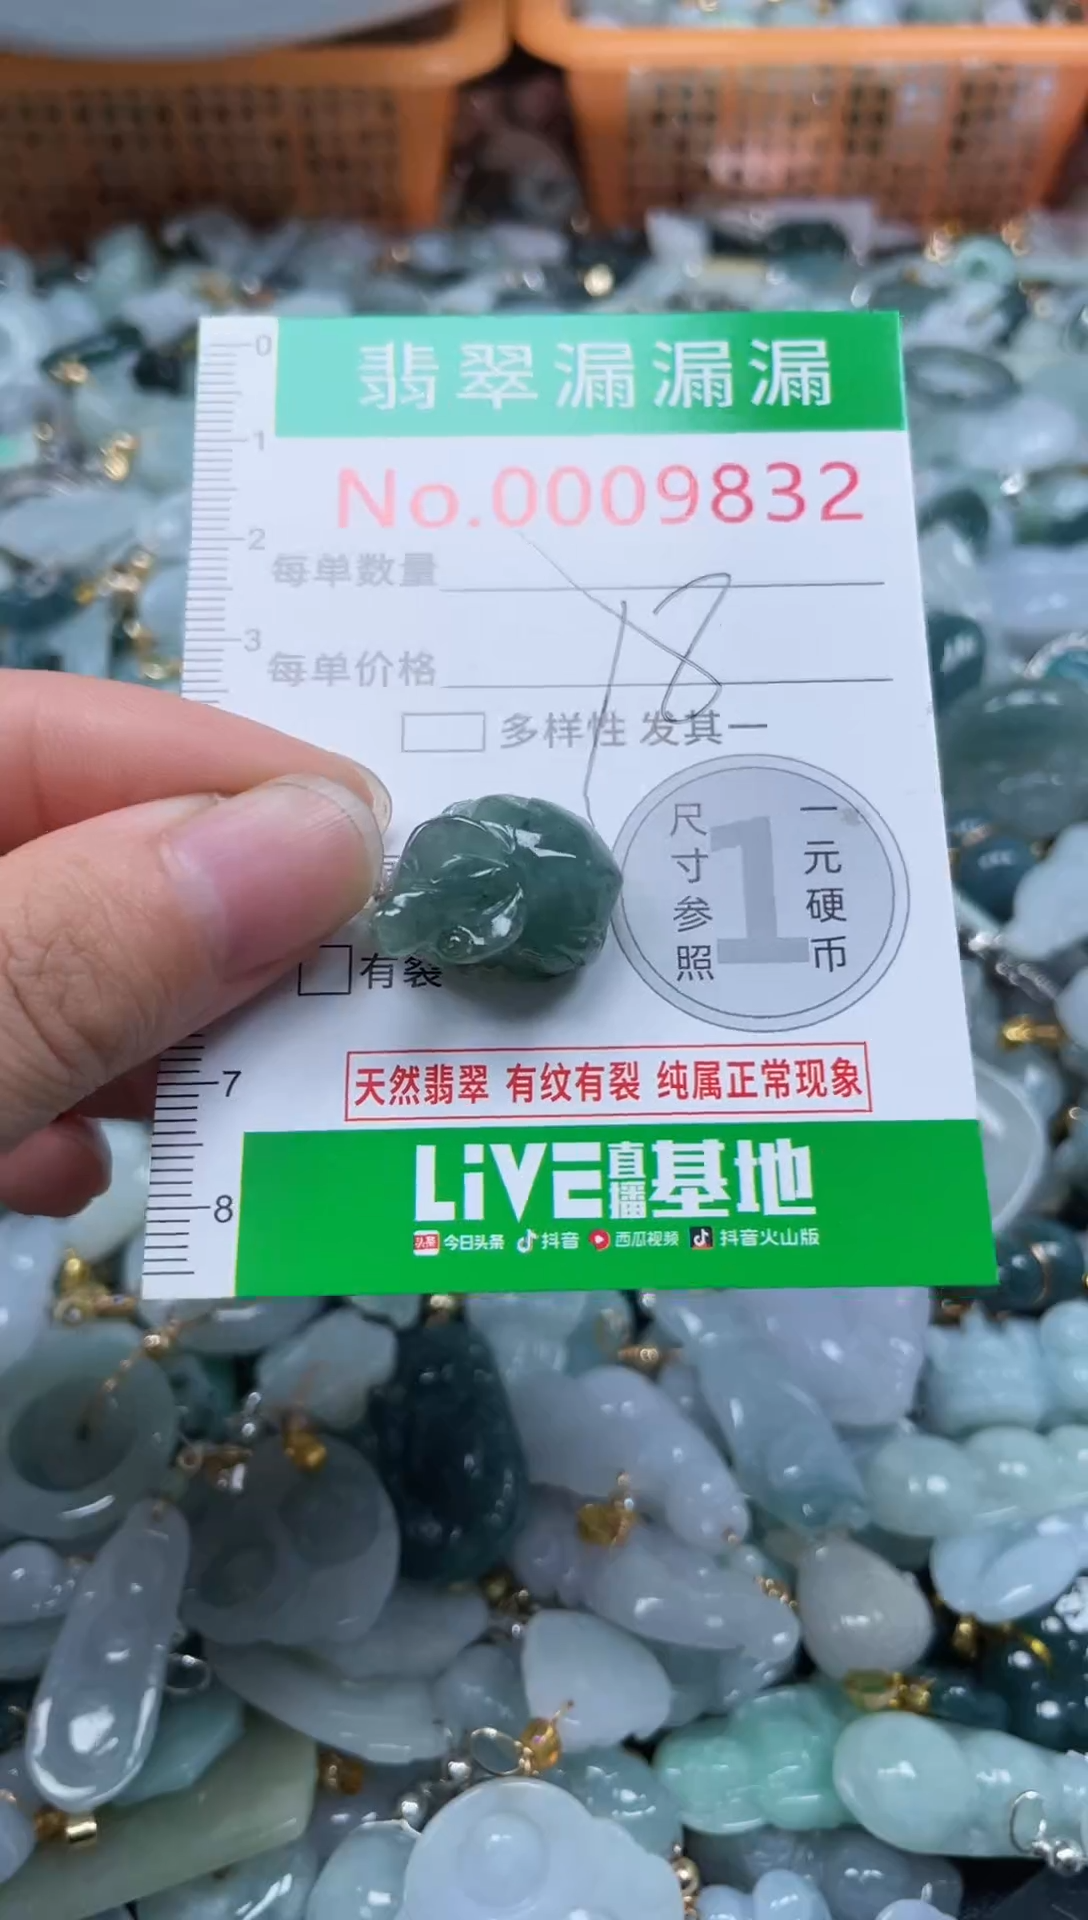 0
翡翠漏漏漏
1
No.0009832
2
每单数量
18
3
每单价格
多样性 发其一
尺寸参照
1
一元硬币
有裂
天然翡翠 有纹有裂 纯属正常现象
7
LiVE直播基地
8
头条 今日头条 抖音 西瓜视频 抖音火山版